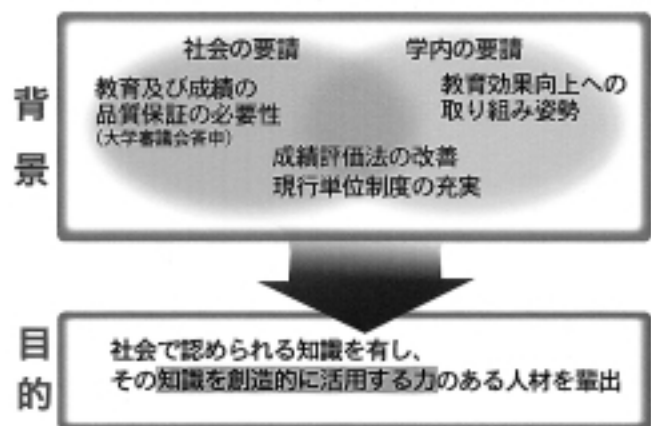 背景
社会の要請
教育及び成績の
品質保証の必要性
(大学審議会答申)
学内の要請
教育効果向上への
取り組み姿勢
成績評価法の改善
現行単位制度の充実
目的
社会で認められる知識を有し、
その知識を創造的に活用する力のある人材を輩出